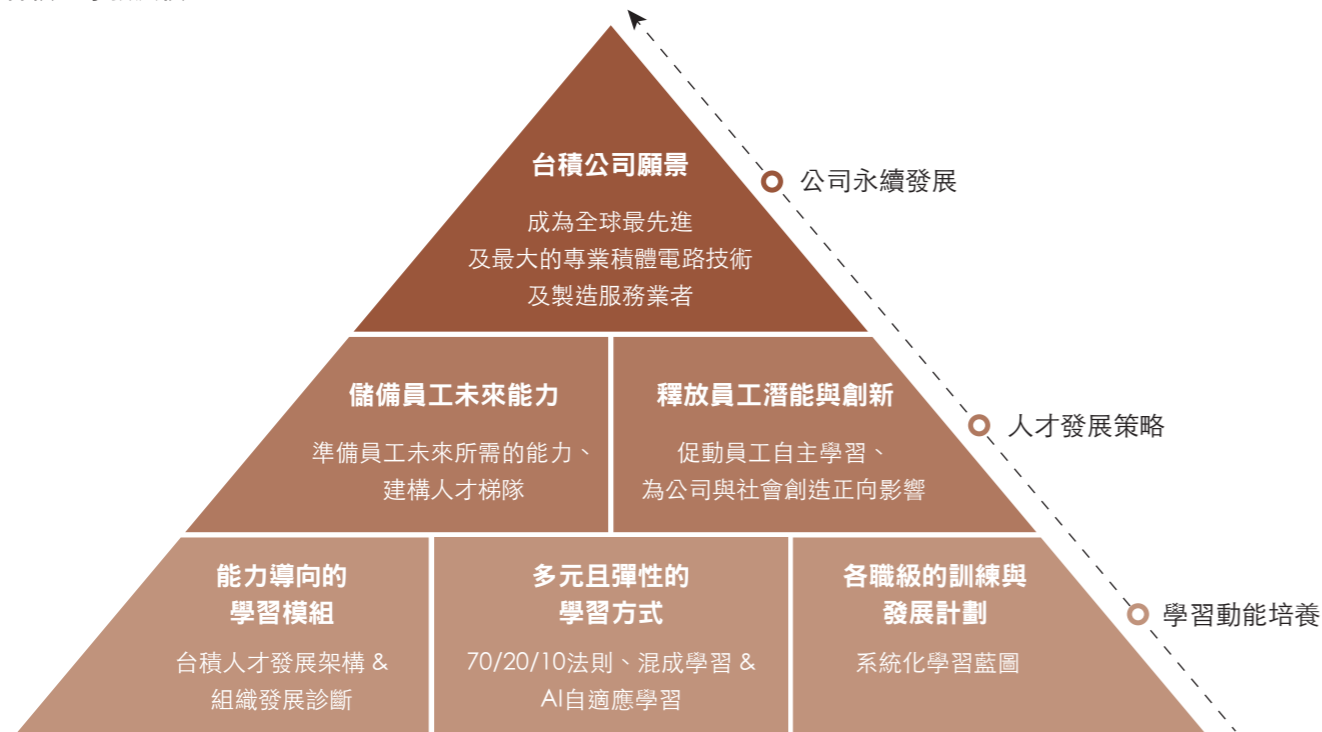 台積公司願景
成為全球最先進
及最大的專業積體電路技術
及製造服務業者
公司永續發展
儲備員工未來能力
準備員工未來所需的能力、
建構人才梯隊
釋放員工潛能與創新
促動員工自主學習、
為公司與社會創造正向影響
人才發展策略
能力導向的
學習模組
台積人才發展架構 &
組織發展診斷
多元且彈性的
學習方式
70/20/10法則、混成學習 &
AI自適應學習
各職級的訓練與
發展計劃
系統化學習藍圖
學習動能培養